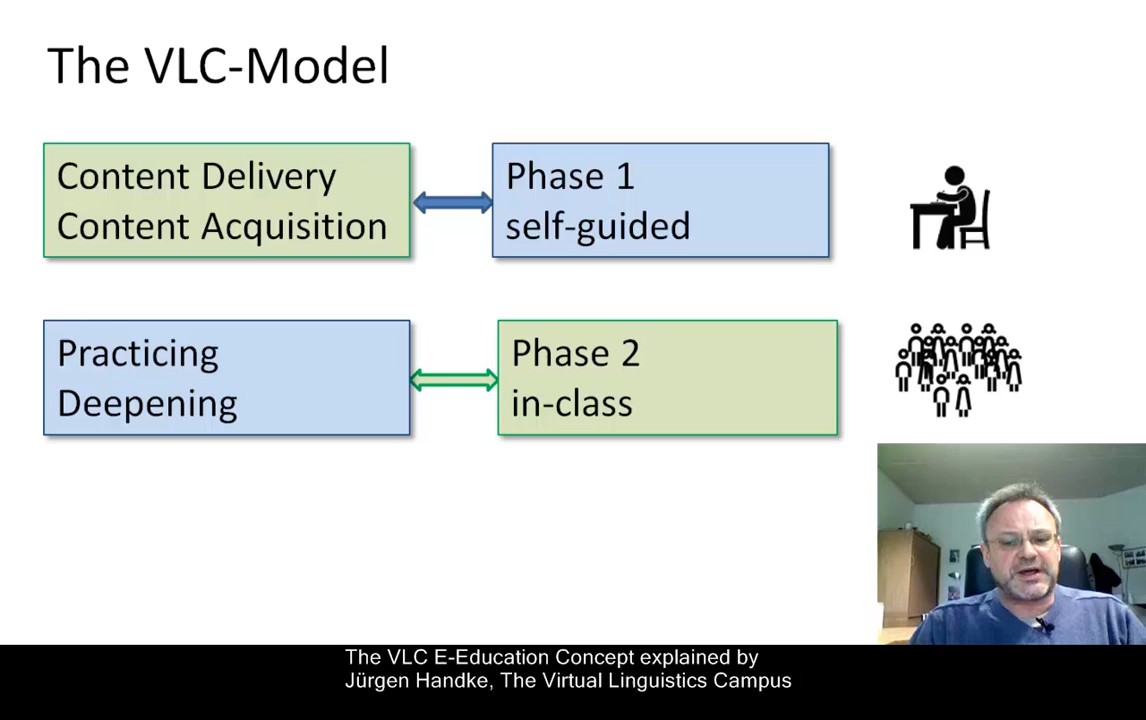 The VLC-Model
Content Delivery
Content Acquisition
Phase 1
self-guided
Practicing
Deepening
Phase 2
in-class
The VLC E-Education Concept explained by
Jürgen Handke, The Virtual Linguistics Campus